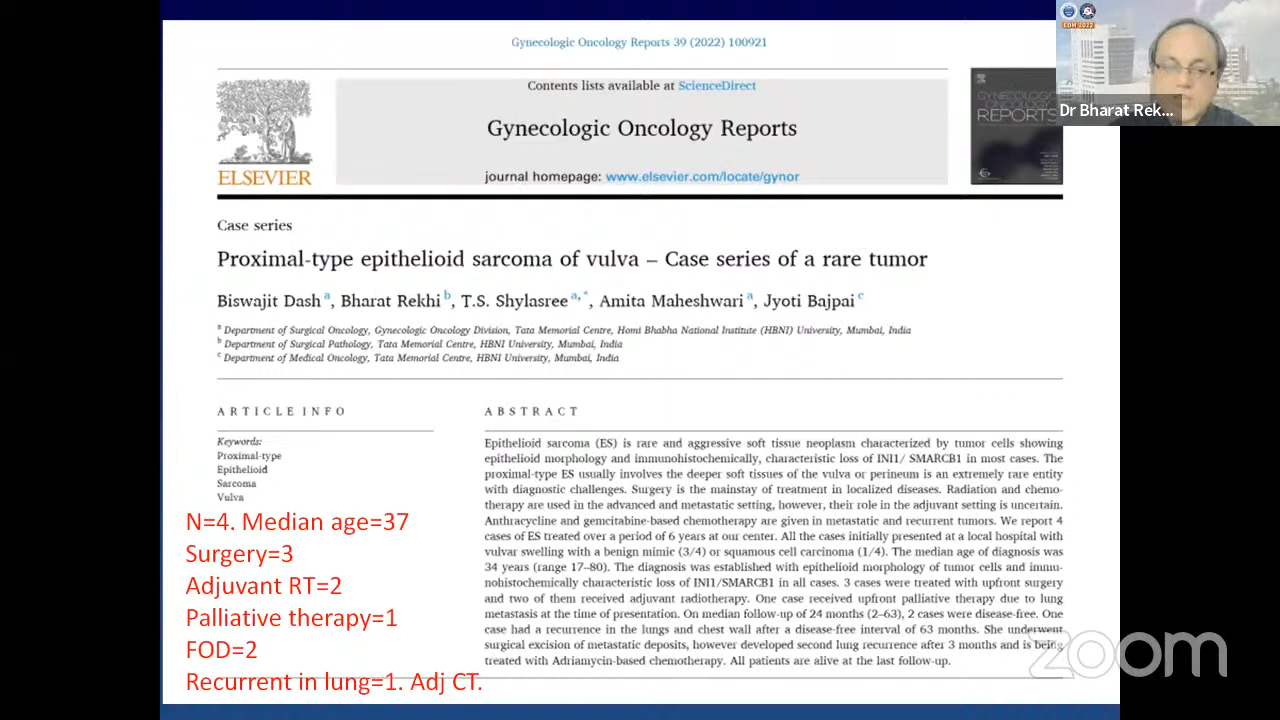 Gynecologic Oncology Reports 39 (2022) 100921
Contents lists available at ScienceDirect
Gynecologic Oncology Reports
journal homepage: www.elsevier.com/locate/gynor
ELSEVIER
GYNECOLOGIC
ONCOLOGY
REPORTS
EDM 2022
Dr Bharat Rek...
Case series
Proximal-type epithelioid sarcoma of vulva – Case series of a rare tumor
Biswajit Dash a, Bharat Rekhi b, T.S. Shylasree a,*, Amita Maheshwari a, Jyoti Bajpai c
a Department of Surgical Oncology, Gynecologic Oncology Division, Tata Memorial Centre, Homi Bhabha National Institute (HBNI) University, Mumbai, India
b Department of Surgical Pathology, Tata Memorial Centre, HBNI University, Mumbai, India
c Department of Medical Oncology, Tata Memorial Centre, HBNI University, Mumbai, India
ARTICLE INFO
Keywords:
Proximal-type
Epithelioid
Sarcoma
Vulva
N=4. Median age=37
Surgery=3
Adjuvant RT=2
Palliative therapy=1
FOD=2
Recurrent in lung=1. Adj CT.
ABSTRACT
Epithelioid sarcoma (ES) is rare and aggressive soft tissue neoplasm characterized by tumor cells showing
epithelioid morphology and immunohistochemically, characteristic loss of INI1/ SMARCB1 in most cases. The
proximal-type ES usually involves the deeper soft tissues of the vulva or perineum is an extremely rare entity
with diagnostic challenges. Surgery is the mainstay of treatment in localized diseases. Radiation and chemo-
therapy are used in the advanced and metastatic setting, however, their role in the adjuvant setting is uncertain.
Anthracycline and gemcitabine-based chemotherapy are given in metastatic and recurrent tumors. We report 4
cases of ES treated over a period of 6 years at our center. All the cases initially presented at a local hospital with
vulvar swelling with a benign mimic (3/4) or squamous cell carcinoma (1/4). The median age of diagnosis was
34 years (range 17–80). The diagnosis was established with epithelioid morphology of tumor cells and immu-
nohistochemically characteristic loss of INI1/SMARCB1 in all cases. 3 cases were treated with upfront surgery
and two of them received adjuvant radiotherapy. One case received upfront palliative therapy due to lung
metastasis at the time of presentation. On median follow-up of 24 months (2–63), 2 cases were disease-free. One
case had a recurrence in the lungs and chest wall after a disease-free interval of 63 months. She underwent
surgical excision of metastatic deposits, however developed second lung recurrence after 3 months and is being
treated with Adriamycin-based chemotherapy. All patients are alive at the last follow-up.
zoom